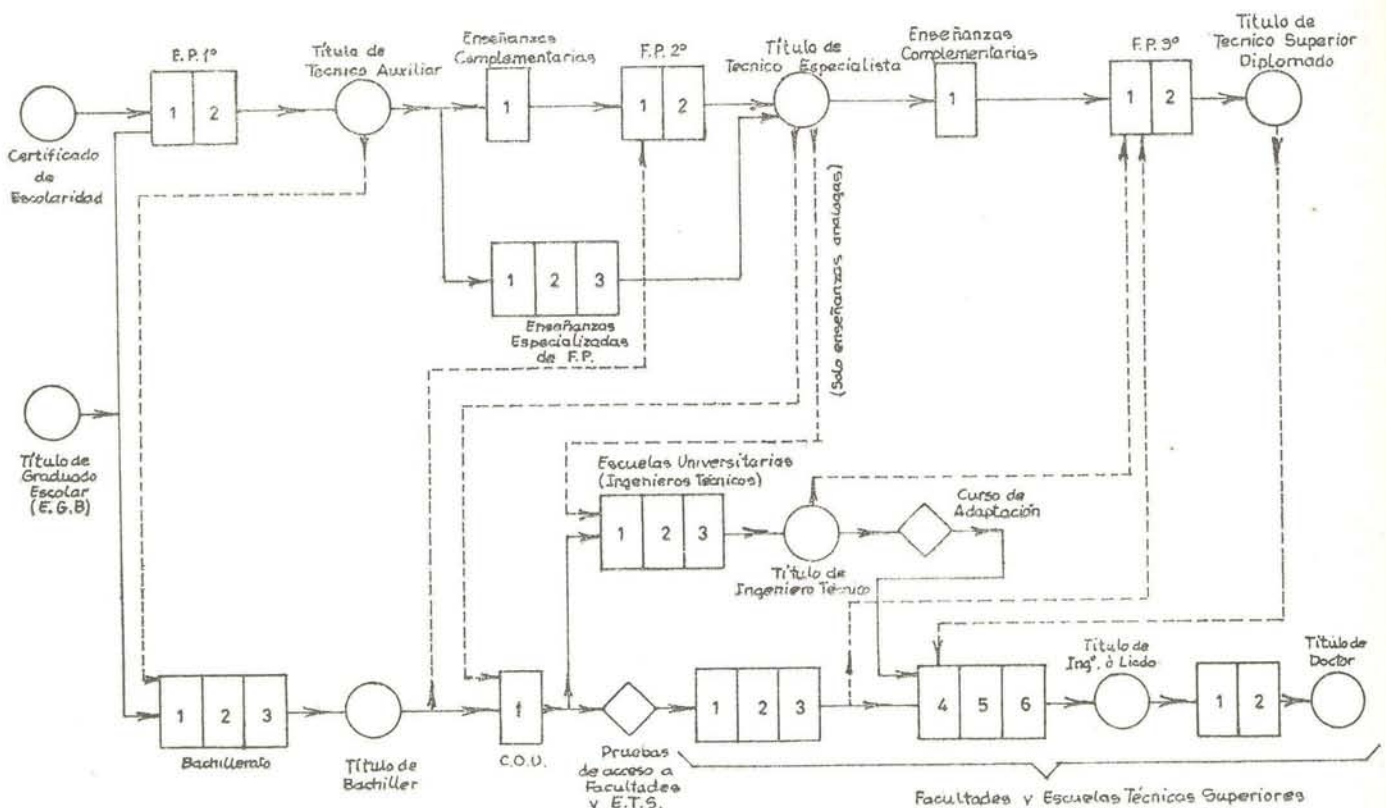 F.P.1º
1 2
Título de
Tecnico Auxiliar
Enseñanzas
Complementarias
1
F.P. 2º
1 2
Título de
Tecnico Especialista
Enseñanzas
Complementarias
1
F.P. 3º
1 2
Título de
Tecnico Superior
Diplomado
Certificado
de
Escolaridad
1 2 3
Enseñanzas
Especializadas
de F.P.
(Solo enseñanzas analogas)
Título de
Graduado
Escolar
(E.G.B)
Escuelas Universitarias
(Ingenieros Técnicos)
1 2 3
Título de
Ingeniero Técnico
Curso de
Adaptación
1 2 3
Bachillerato
Título de
Bachiller
1
C.O.U.
Pruebas
de acceso a
Facultades
y E.T.S.
1 2 3
4 5 6
Título de
Ingº. ò Licdo
1 2
Título de
Doctor
Facultades y Escuelas Técnicas Superiores